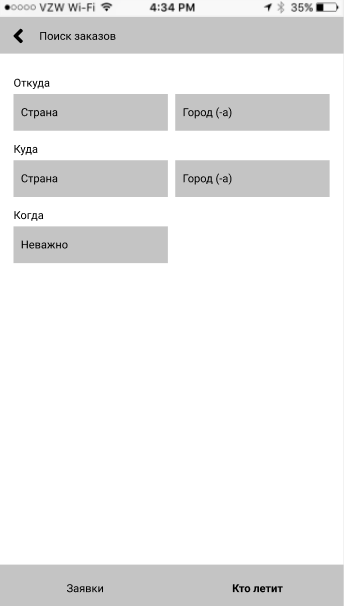 ●○○○○ VZW Wi-Fi 4:34 PM 35%
Поиск заказов
Откуда
Страна Город (-а)
Куда
Страна Город (-а)
Когда
Неважно
Заявки Кто летит